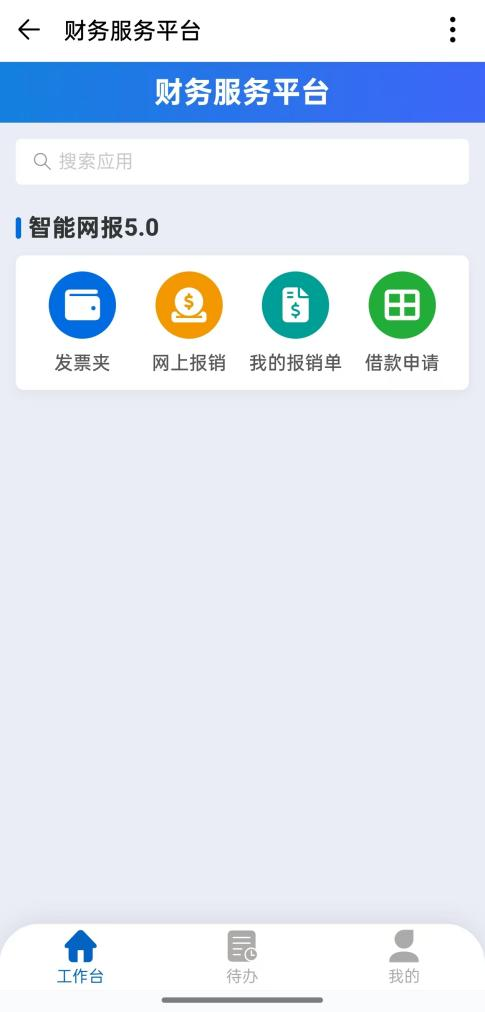 财务服务平台
财务服务平台
搜索应用
智能网报5.0
发票夹 网上报销 我的报销单 借款申请
工作台 待办 我的